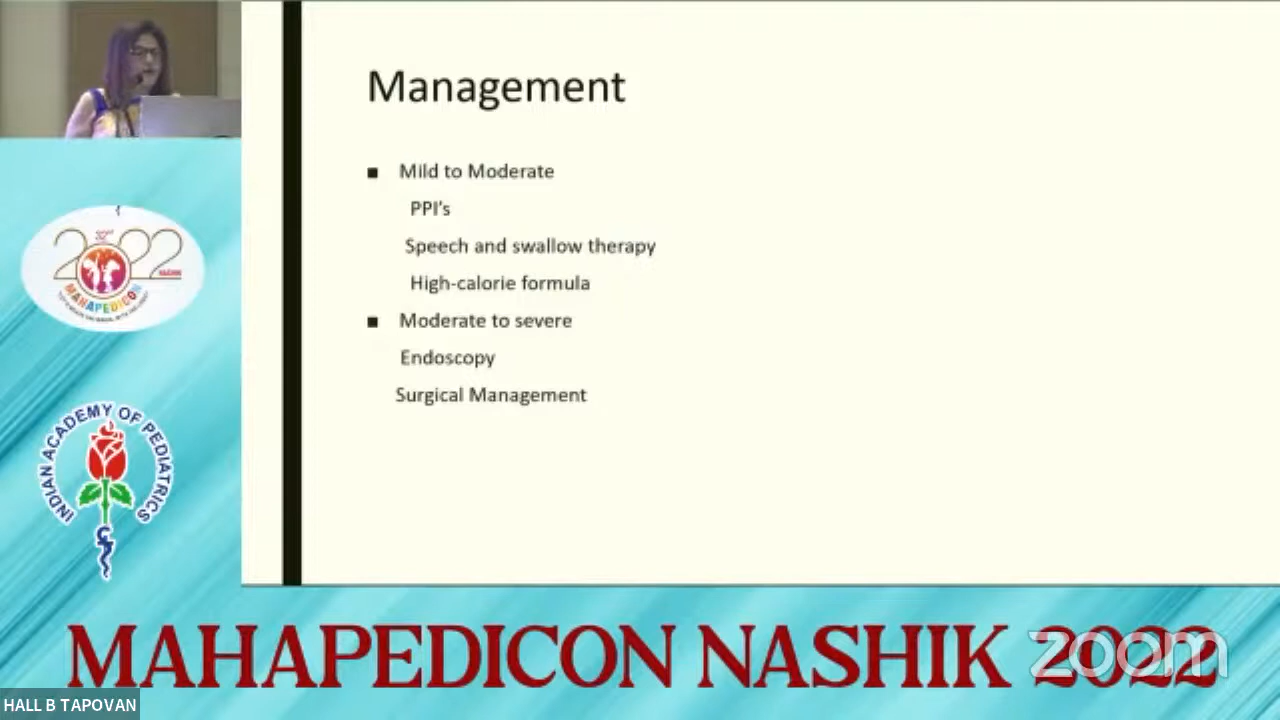 Management
■ Mild to Moderate
PPI's
Speech and swallow therapy
High-calorie formula
■ Moderate to severe
Endoscopy
Surgical Management
2022
MAHAPEDICON
INDIAN ACADEMY OF PEDIATRICS
MAHAPEDICON NASHIK 2022
zoom
HALL B TAPOVAN